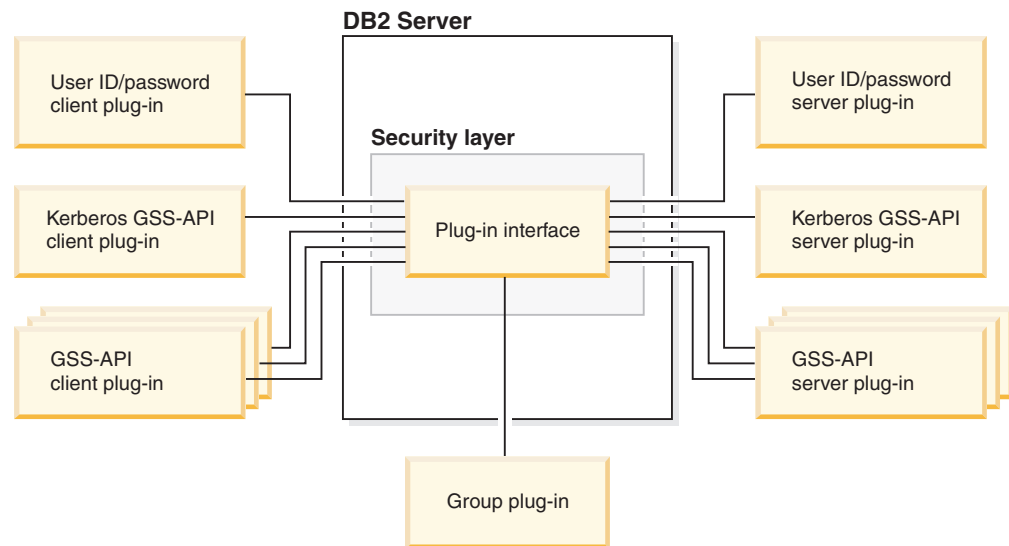 DB2 Server
User ID/password
client plug-in
User ID/password
server plug-in
Security layer
Kerberos GSS-API
client plug-in
Plug-in interface
Kerberos GSS-API
server plug-in
GSS-API
client plug-in
GSS-API
server plug-in
Group plug-in